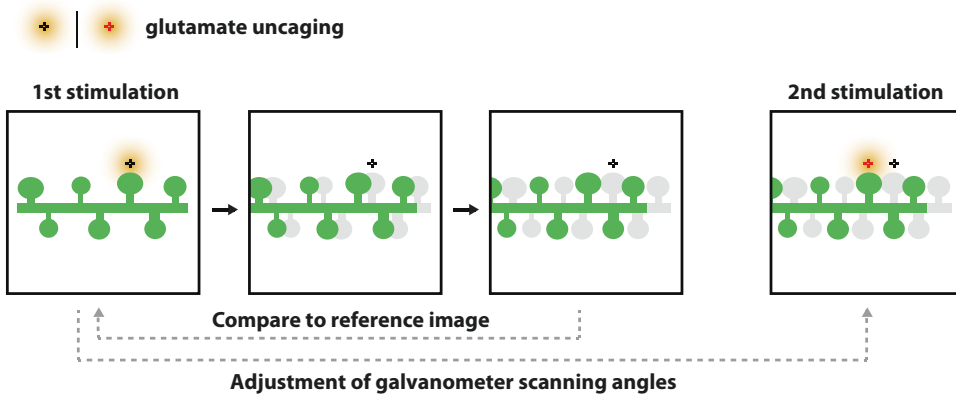 glutamate uncaging
1st stimulation
2nd stimulation
Compare to reference image
Adjustment of galvanometer scanning angles